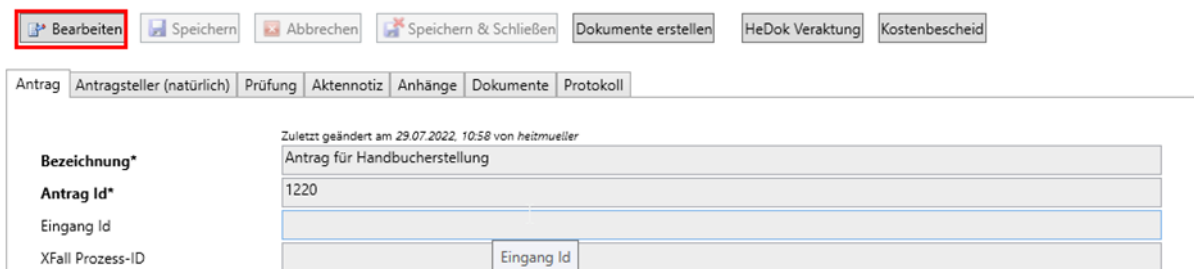 Bearbeiten Speichern Abbrechen Speichern & Schließen Dokumente erstellen HeDok Veraktung Kostenbescheid
Antrag Antragsteller (natürlich) Prüfung Aktennotiz Anhänge Dokumente Protokoll
Zuletzt geändert am 29.07.2022, 10:58 von heitmueller
Bezeichnung* Antrag für Handbucherstellung
Antrag Id* 1220
Eingang Id
XFall Prozess-ID Eingang Id